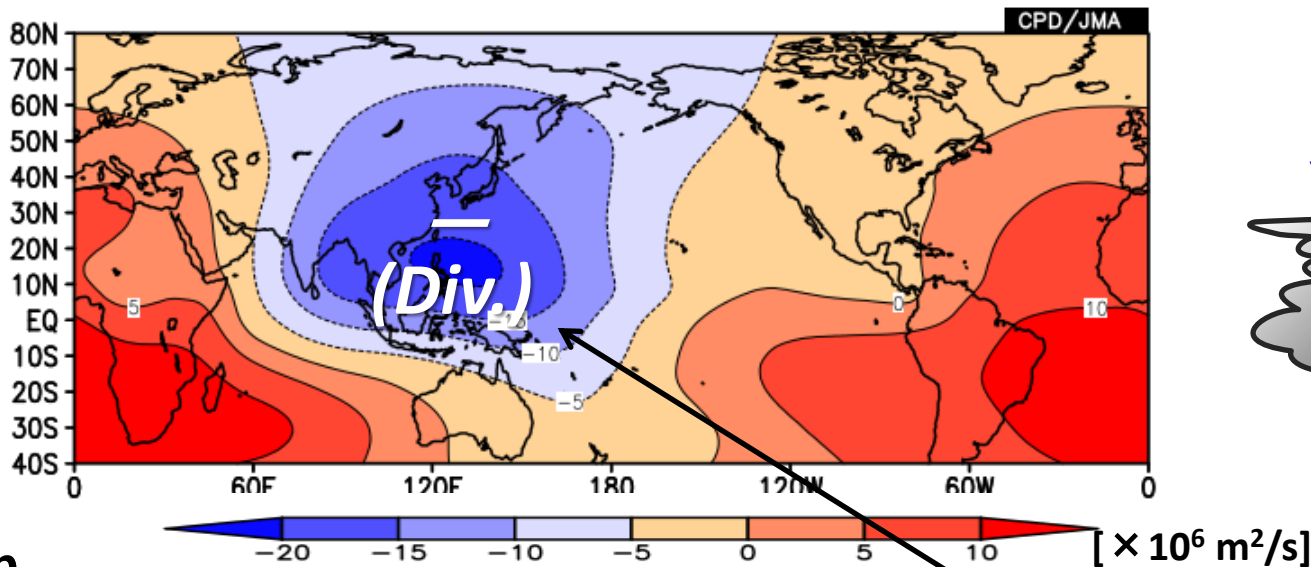 CPD/JMA
80N
70N
60N
50N
40N
30N
20N
10N
EQ
10S
20S
30S
40S
—
(Div.)
5
0
10
-10
-5
0 60E 120E 180 120W 60W 0
-20 -15 -10 -5 0 5 10
[×10⁶ m²/s]